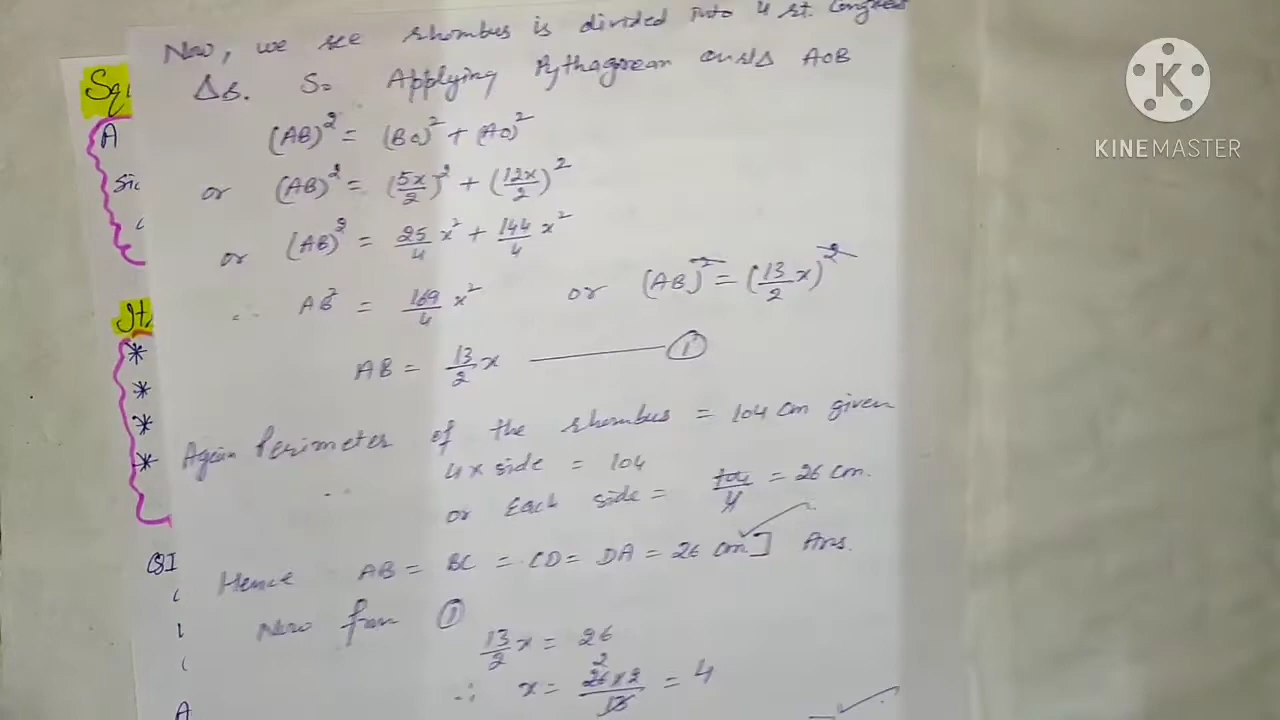 Now, we see rhombus is divided into 4 rt.
Δs. So Applying Pythagorean on rt Δ AOB
(AB)² = (BO)² + (AO)²
or (AB)² = (5x/2)² + (12x/2)²
or (AB)² = 25/4 x² + 144/4 x²
∴ AB² = 169/4 x² or (AB)² = (13/2 x)²
AB = 13/2 x ——— ①
Again Perimeter of the rhombus = 104 cm given
4 x side = 104
or Each side = 104/4 = 26 cm.
Hence AB = BC = CD = DA = 26 cm] Ans.
Now from ①
13/2 x = 26
∴ x = 26x2/13 = 4
A
*
*
*
*
A
K
KINEMASTER